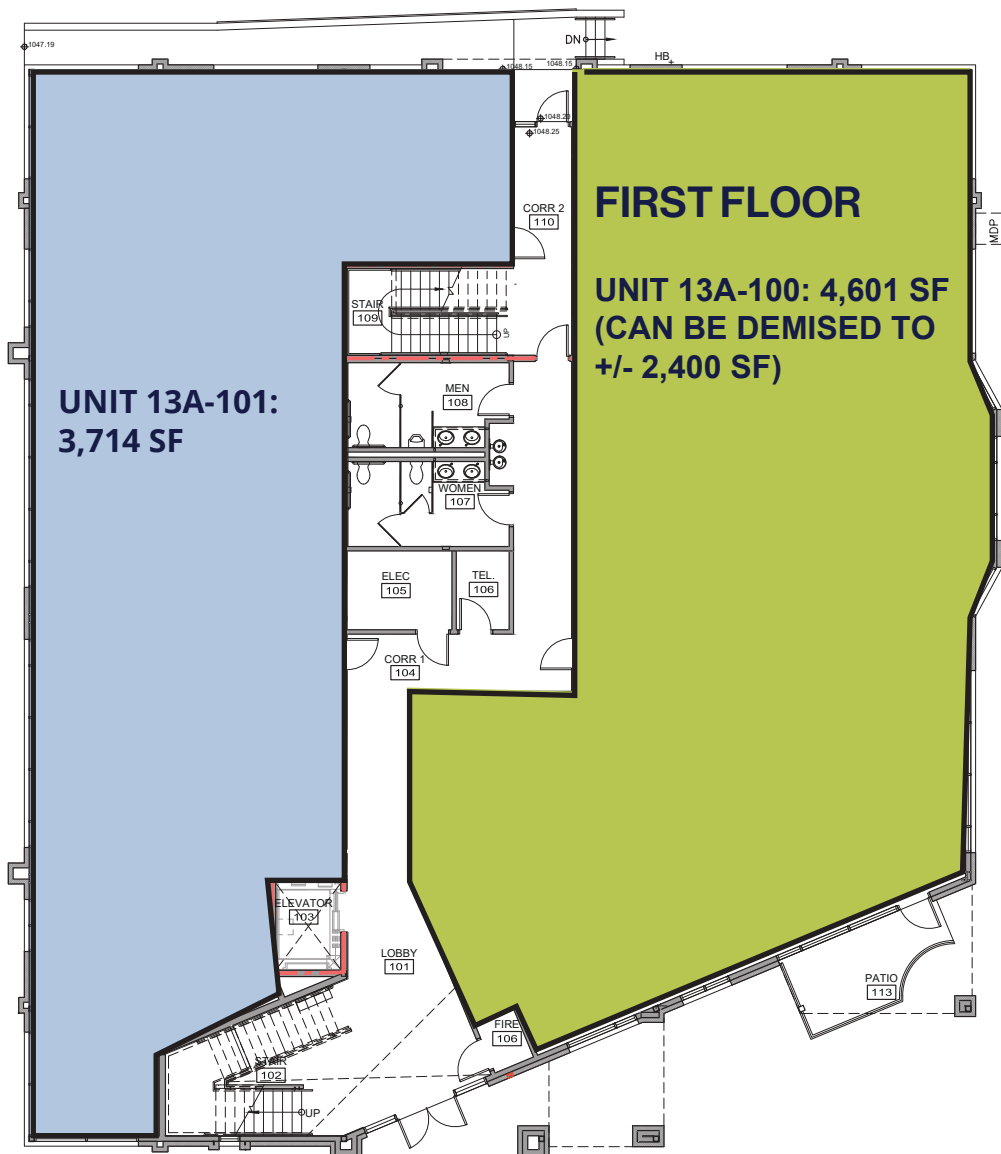 DN
1047.19
1048.15
1048.15
HB
1048.20
1048.25
FIRST FLOOR
CORR 2
110
MDP
UNIT 13A-100: 4,601 SF
(CAN BE DEMISED TO
+/- 2,400 SF)
STAIR
109
UP
UNIT 13A-101:
3,714 SF
MEN
108
WOMEN
107
ELEC
105
TEL.
106
CORR 1
104
ELEVATOR
103
LOBBY
101
PATIO
113
FIRE
106
STAIR
102
UP